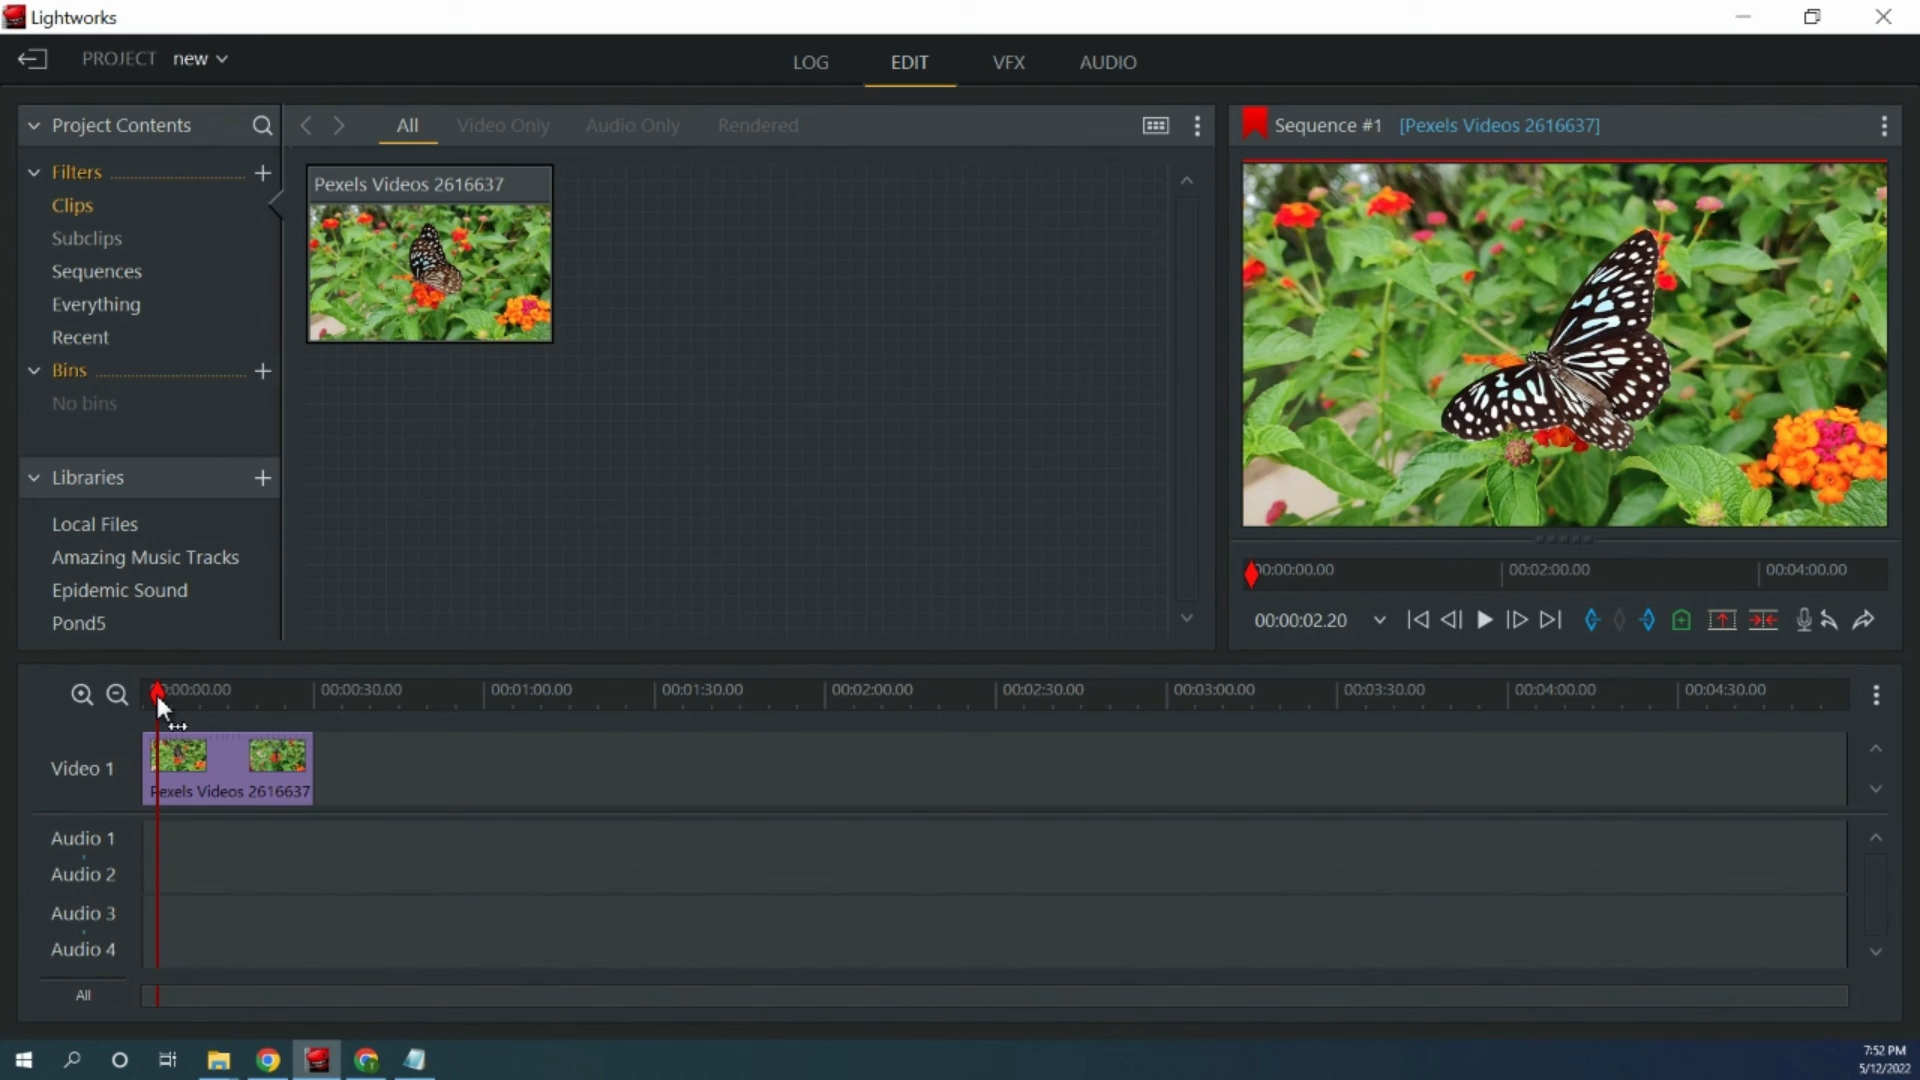 Lightworks
PROJECT new
LOG EDIT VFX AUDIO
Project Contents
All Video Only Audio Only Rendered
Sequence #1 [Pexels Videos 2616637]
Filters
Clips
Subclips
Sequences
Everything
Recent
Bins
No bins
Pexels Videos 2616637
Libraries
Local Files
Amazing Music Tracks
Epidemic Sound
Pond5
00:00:00.00 00:02:00.00 00:04:00.00
00:00:02.20
00:00:30.00 00:01:00.00 00:01:30.00 00:02:00.00 00:02:30.00 00:03:00.00 00:03:30.00 00:04:00.00 00:04:30.00
Video 1
Pexels Videos 2616637
Audio 1
Audio 2
Audio 3
Audio 4
All
7:52 PM
5/12/2022